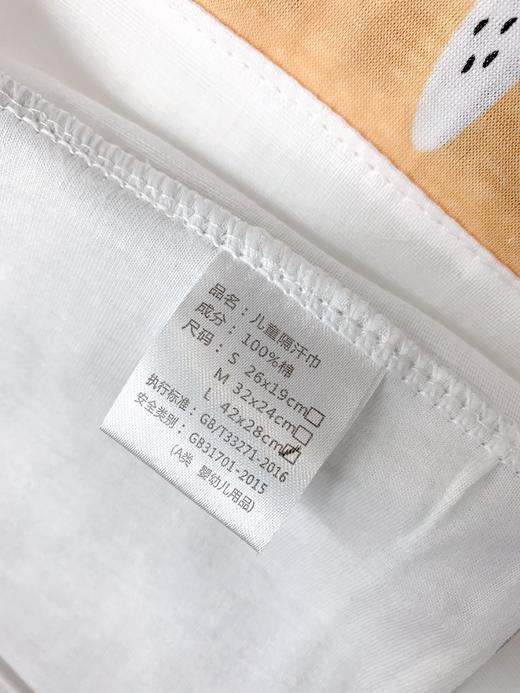 品名：儿童隔汗巾
成分：100%棉
尺码：S 26x19cm□
M 32x24cm□
L 42x28cm☑
执行标准：GB/T33271-2016
安全类别：GB31701-2015
(A类 婴幼儿用品)